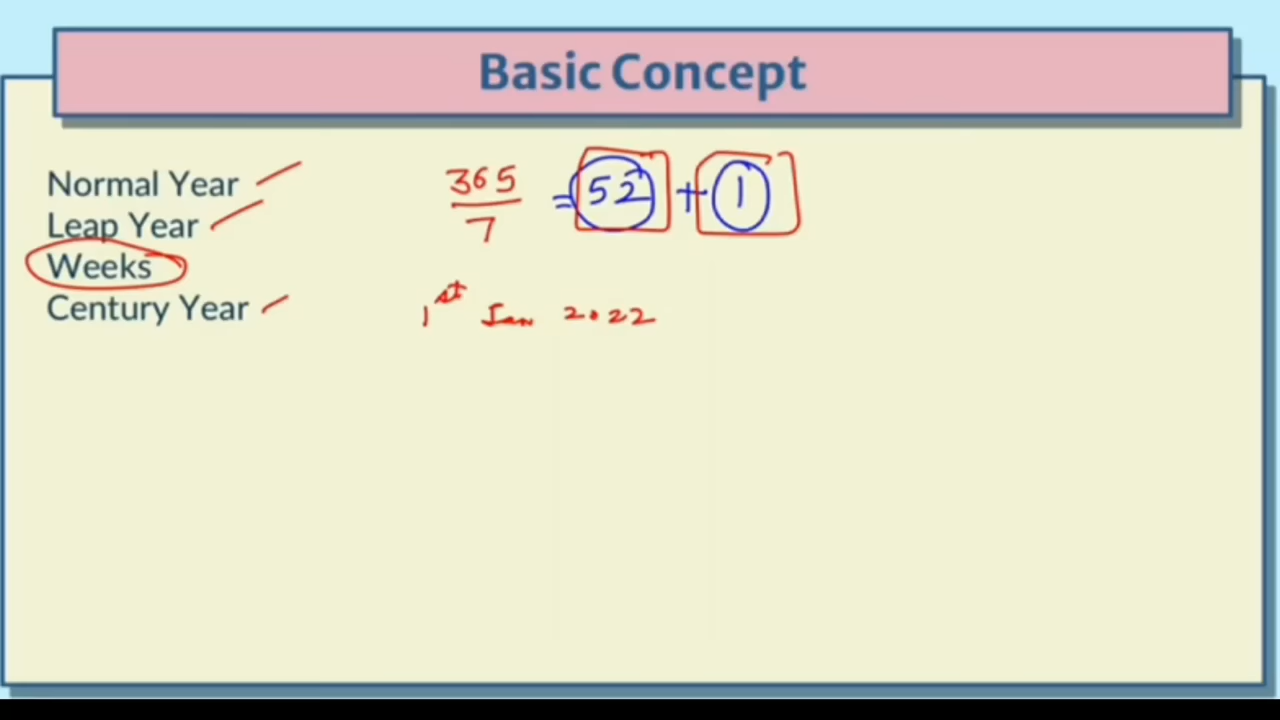 Basic Concept
Normal Year
Leap Year
Weeks
Century Year
365
7
= 52 + 1
1st Jan 2022